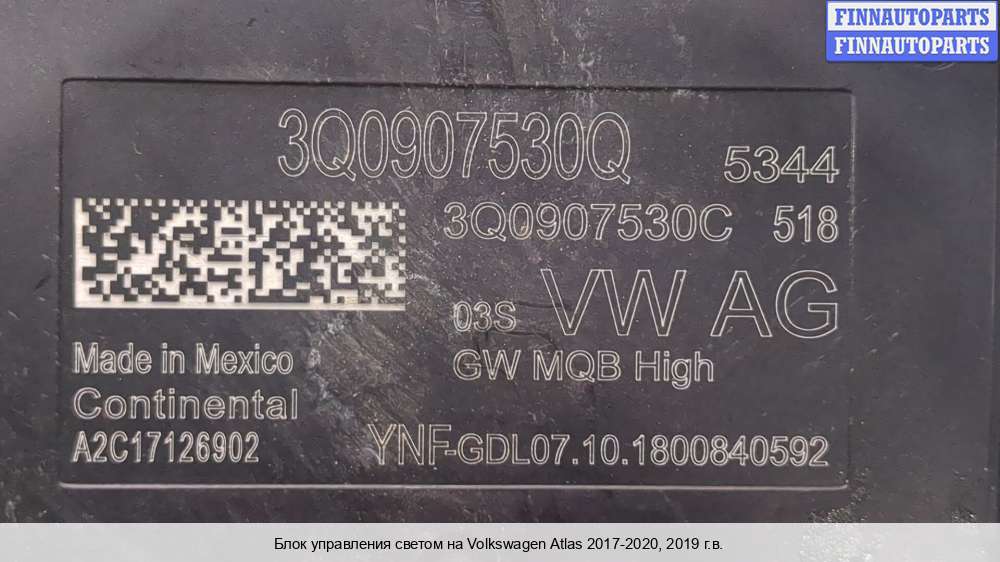 FINNAUTOPARTS
FINNAUTOPARTS
3Q0907530Q 5344
3Q0907530C 518
03S VW AG
Made in Mexico GW MQB High
Continental
A2C17126902 YNF-GDL07.10.1800840592
Блок управления светом на Volkswagen Atlas 2017-2020, 2019 г.в.